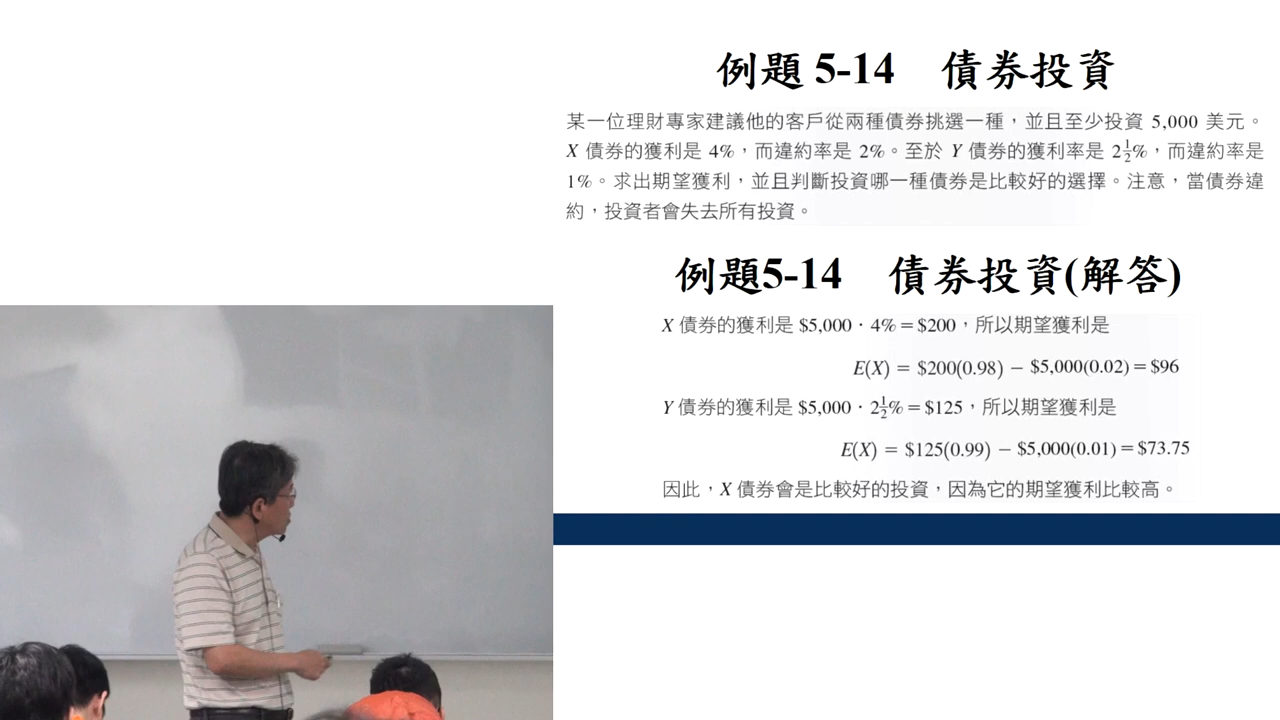 例題 5-14 債券投資
某一位理財專家建議他的客戶從兩種債券挑選一種，並且至少投資 5,000 美元。
X 債券的獲利是 4%，而違約率是 2%。至於 Y 債券的獲利率是 2½%，而違約率是
1%。求出期望獲利，並且判斷投資哪一種債券是比較好的選擇。注意，當債券違
約，投資者會失去所有投資。
例題5-14 債券投資(解答)
X 債券的獲利是 $5,000 · 4% = $200，所以期望獲利是
E(X) = $200(0.98) − $5,000(0.02) = $96
Y 債券的獲利是 $5,000 · 2½% = $125，所以期望獲利是
E(X) = $125(0.99) − $5,000(0.01) = $73.75
因此，X 債券會是比較好的投資，因為它的期望獲利比較高。